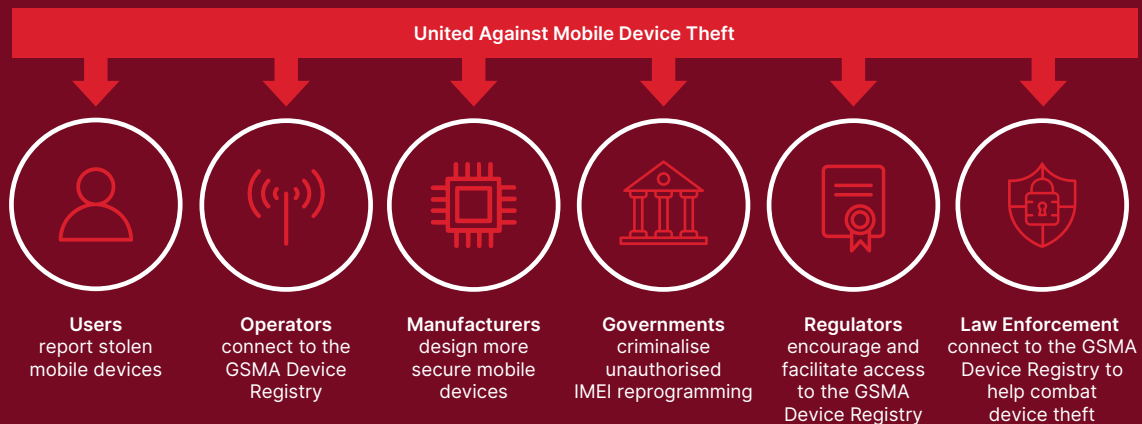 United Against Mobile Device Theft
Users
report stolen
mobile devices
Operators
connect to the
GSMA Device
Registry
Manufacturers
design more
secure mobile
devices
Governments
criminalise
unauthorised
IMEI reprogramming
Regulators
encourage and
facilitate access
to the GSMA
Device Registry
Law Enforcement
connect to the GSMA
Device Registry to
help combat
device theft